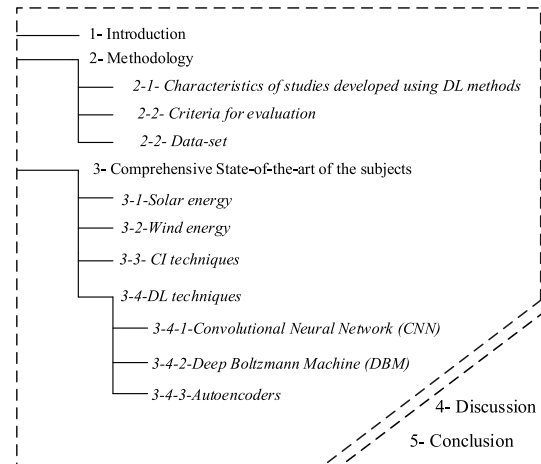 1- Introduction
2- Methodology
2-1- Characteristics of studies developed using DL methods
2-2- Criteria for evaluation
2-2- Data-set
3- Comprehensive State-of-the-art of the subjects
3-1-Solar energy
3-2-Wind energy
3-3- CI techniques
3-4-DL techniques
3-4-1-Convolutional Neural Network (CNN)
3-4-2-Deep Boltzmann Machine (DBM)
3-4-3-Autoencoders
4- Discussion
5- Conclusion